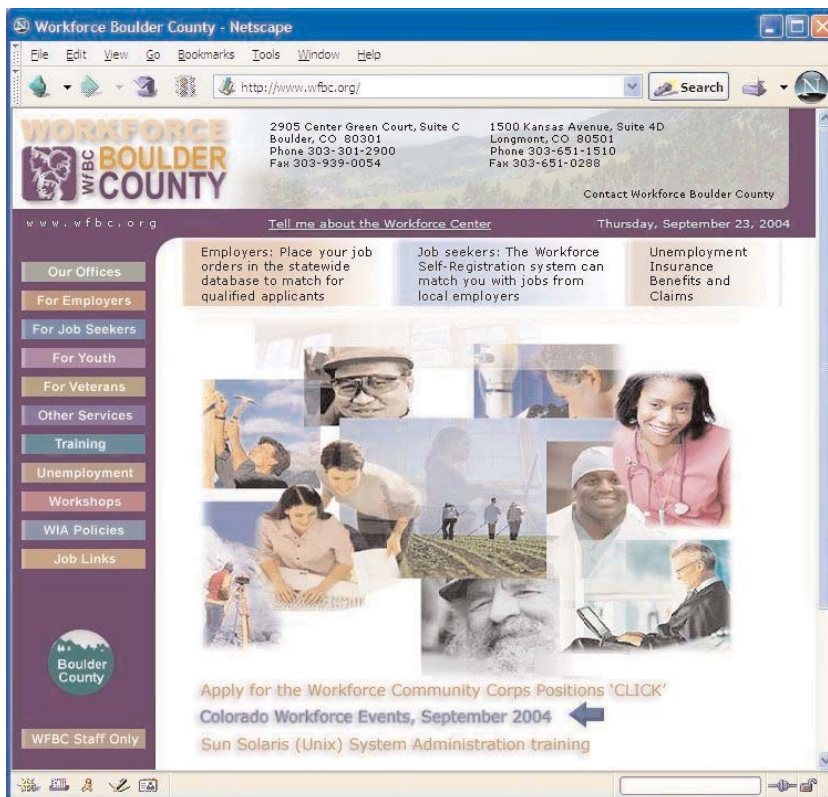 Workforce Boulder County - Netscape
File Edit View Go Bookmarks Tools Window Help
http://www.wfbc.org/ Search N
WORKFORCE
WfBC BOULDER
COUNTY
2905 Center Green Court, Suite C
Boulder, CO 80301
Phone 303-301-2900
Fax 303-939-0054
1500 Kansas Avenue, Suite 4D
Longmont, CO 80501
Phone 303-651-1510
Fax 303-651-0288
Contact Workforce Boulder County
www.wfbc.org Tell me about the Workforce Center Thursday, September 23, 2004
Our Offices
For Employers
For Job Seekers
For Youth
For Veterans
Other Services
Training
Unemployment
Workshops
WIA Policies
Job Links
Boulder
County
WFBC Staff Only
Employers: Place your job
orders in the statewide
database to match for
qualified applicants
Job seekers: The Workforce
Self-Registration system can
match you with jobs from
local employers
Unemployment
Insurance
Benefits and
Claims
Apply for the Workforce Community Corps Positions 'CLICK'
Colorado Workforce Events, September 2004
Sun Solaris (Unix) System Administration training